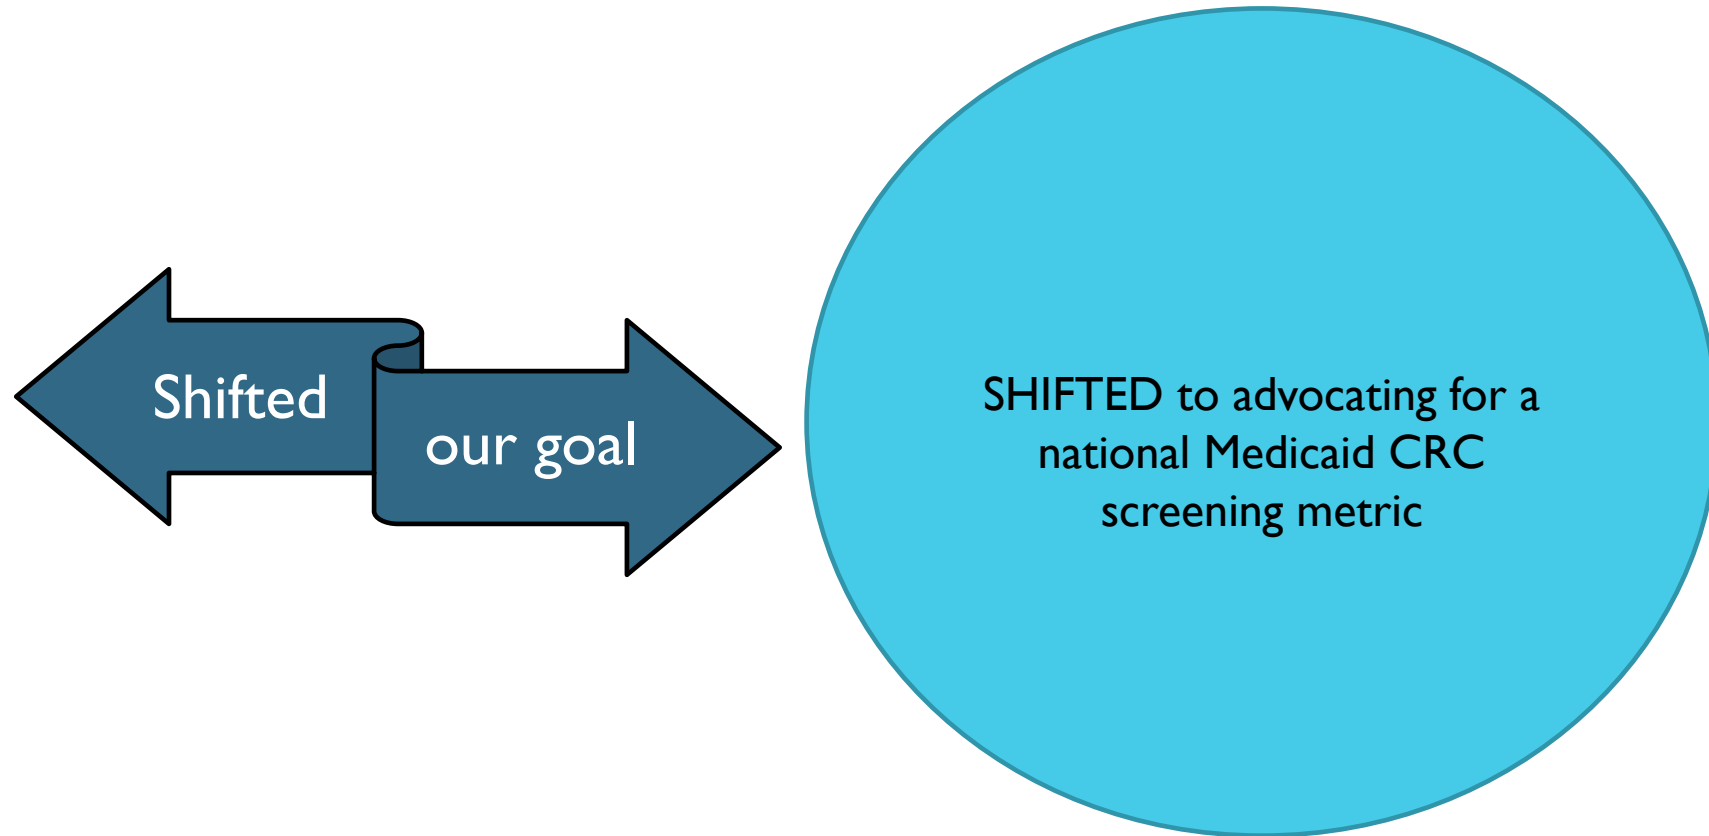 Shifted
our goal
SHIFTED to advocating for a
national Medicaid CRC
screening metric